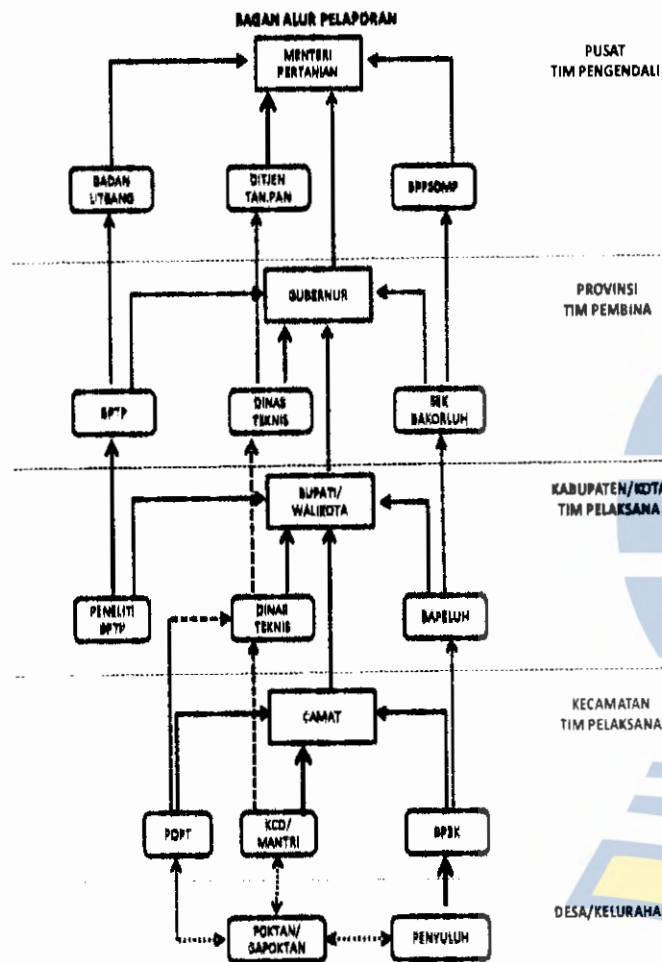 BAGAN ALUR PELAPORAN
MENTERI
PERTANIAN
PUSAT
TIM PENGENDALI
BADAN
LITBANG
DITJEN
TAN.PAN
BPPSDMP
GUBERNUR
PROVINSI
TIM PEMBINA
BPTP
DINAS
TEKNIS
SEK
BAKORLUH
BUPATI/
WALIKOTA
KABUPATEN/KOTA
TIM PELAKSANA
PENELITI
BPTP
DINAS
TEKNIS
BAPELUH
CAMAT
KECAMATAN
TIM PELAKSANA
POPT
KCD/
MANTRI
BP3K
POKTAN/
GAPOKTAN
PENYULUH
DESA/KELURAHA